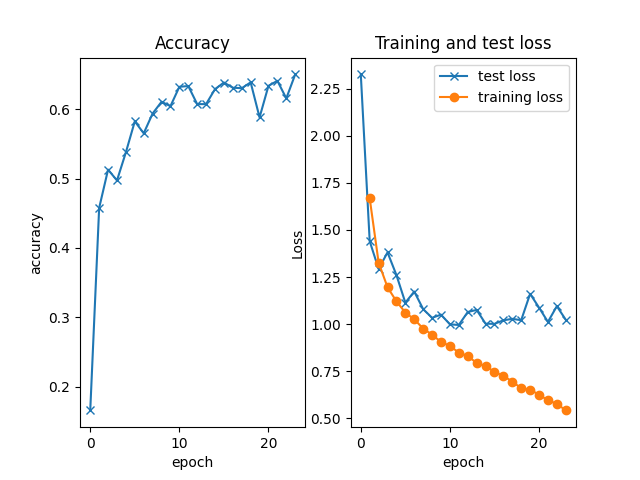 Accuracy
accuracy
0.6
0.5
0.4
0.3
0.2
0
10
20
epoch
Training and test loss
test loss
training loss
Loss
2.25
2.00
1.75
1.50
1.25
1.00
0.75
0.50
0
10
20
epoch